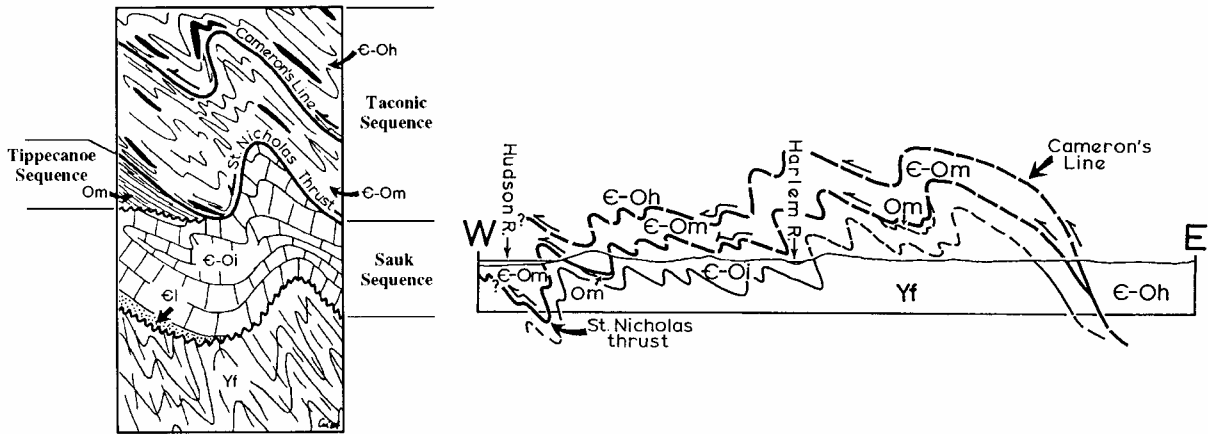 Cameron's Line
Є-Oh
Taconic
Sequence
Tippecanoe
Sequence
Om
St. Nicholas Thrust
Є-Om
Є-Oi
Sauk
Sequence
Єl
Yf
Hudson R.
Harlem R.
Cameron's
Line
Є-Om
?
Є-Oh
Є-Om
Om
W
E
Є-Om
?
Om
Є-Oi
Yf
Є-Oh
St. Nicholas
thrust